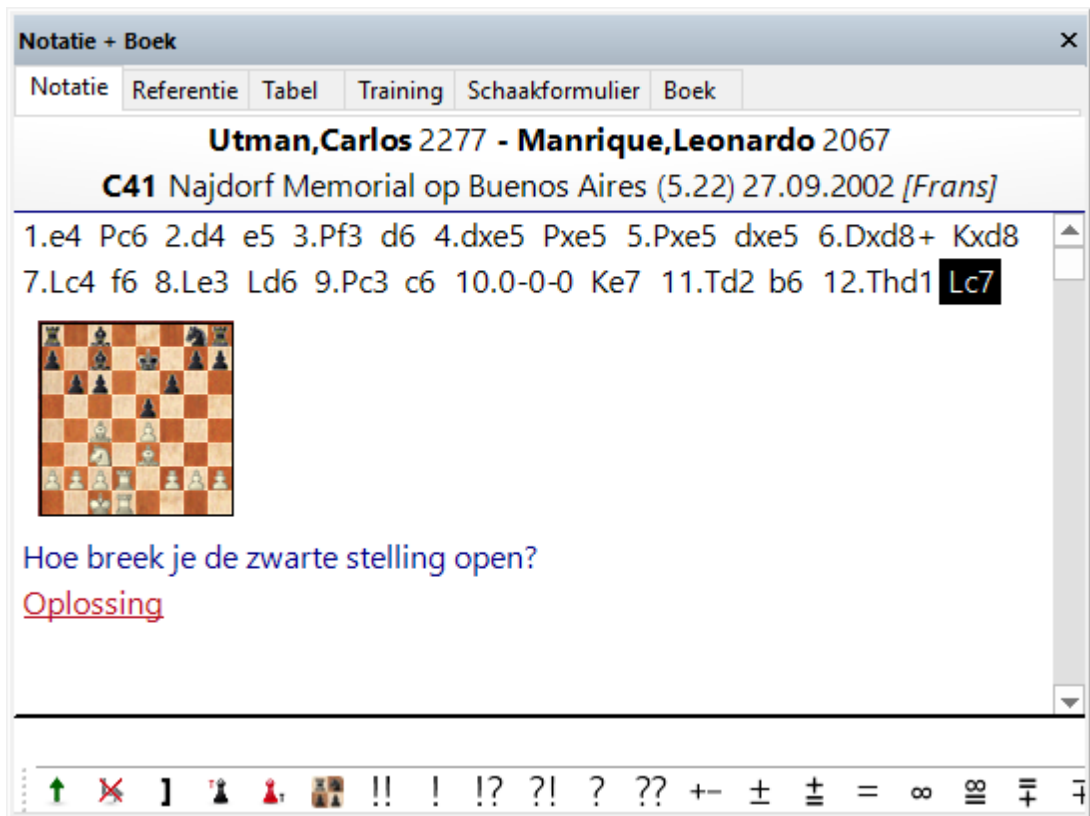 Notatie + Boek
Notatie Referentie Tabel Training Schaakformulier Boek
Utman,Carlos 2277 - Manrique,Leonardo 2067
C41 Najdorf Memorial op Buenos Aires (5.22) 27.09.2002 [Frans]
1.e4 Pc6 2.d4 e5 3.Pf3 d6 4.dxe5 Pxe5 5.Pxe5 dxe5 6.Dxd8+ Kxd8
7.Lc4 f6 8.Le3 Ld6 9.Pc3 c6 10.0-0-0 Ke7 11.Td2 b6 12.Thd1 Lc7
Hoe breek je de zwarte stelling open?
Oplossing
] !! ! !? ?! ? ?? +− ± ⩲ = ∞ ∓